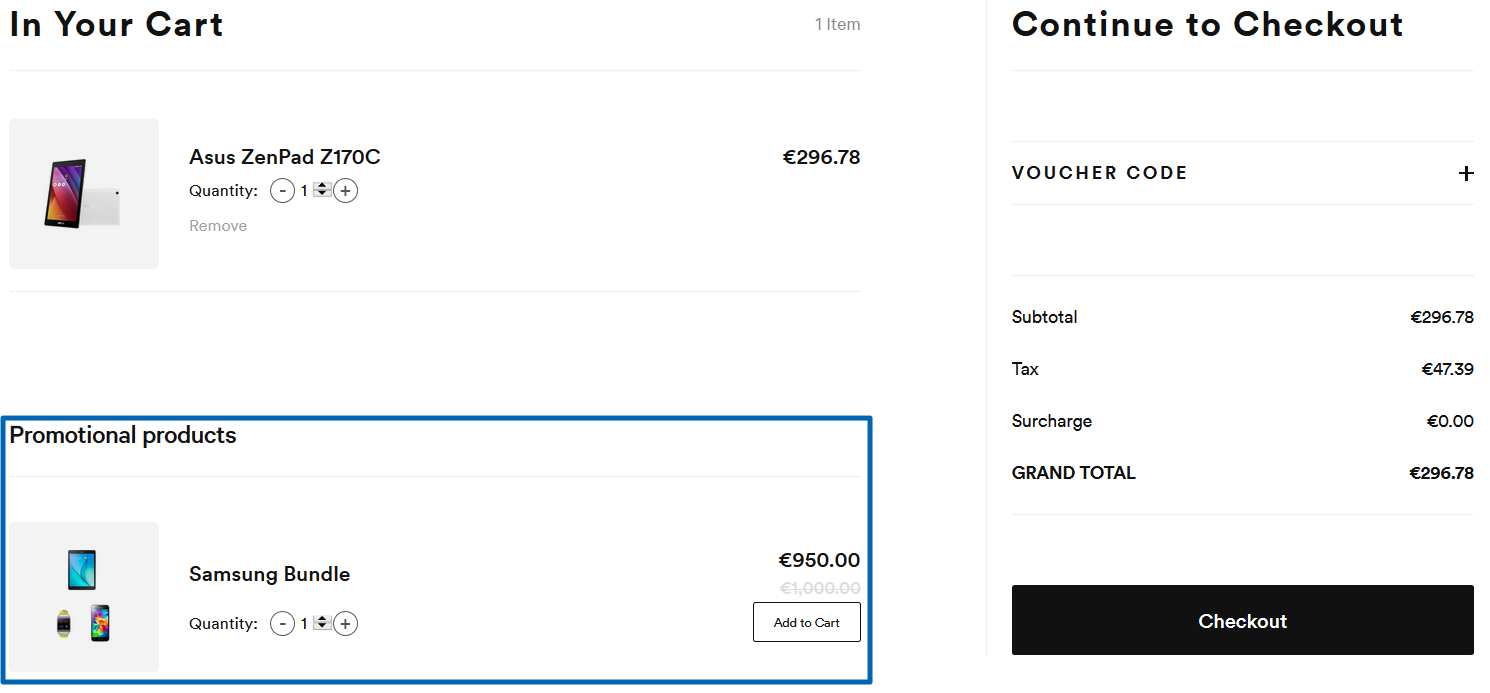 In Your Cart
1 Item
Asus ZenPad Z170C
€296.78
Quantity: - 1 +
Remove
Promotional products
Samsung Bundle
€950.00
€1,000.00
Quantity: - 1 +
Add to Cart
Continue to Checkout
VOUCHER CODE +
Subtotal €296.78
Tax €47.39
Surcharge €0.00
GRAND TOTAL €296.78
Checkout